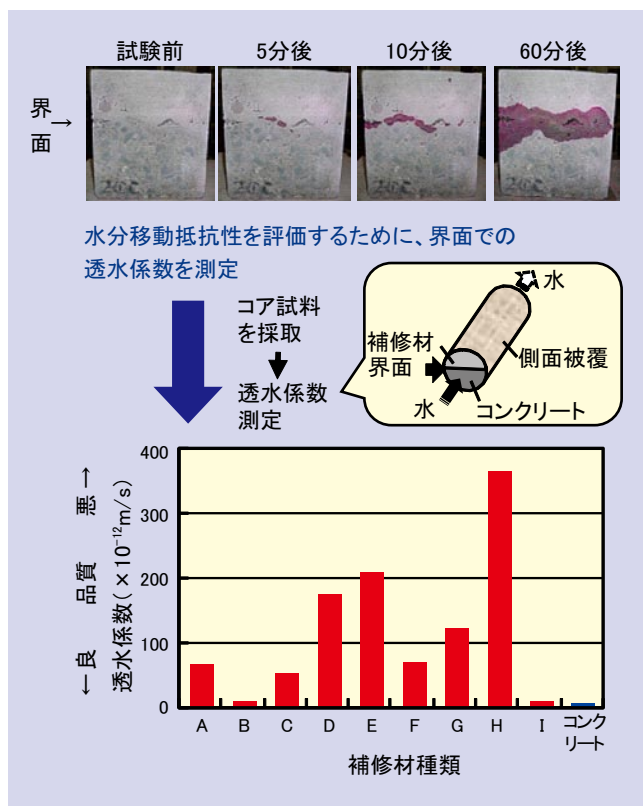 試験前 5分後 10分後 60分後
界面→
水分移動抵抗性を評価するために、界面での
透水係数を測定
コア試料
を採取
透水係数
測定
水
補修材
界面
側面被覆
水
コンクリート
←良 品質 悪→
透水係数(×10⁻¹²m/s)
400
300
200
100
0
A B C D E F G H I コンク
リート
補修材種類